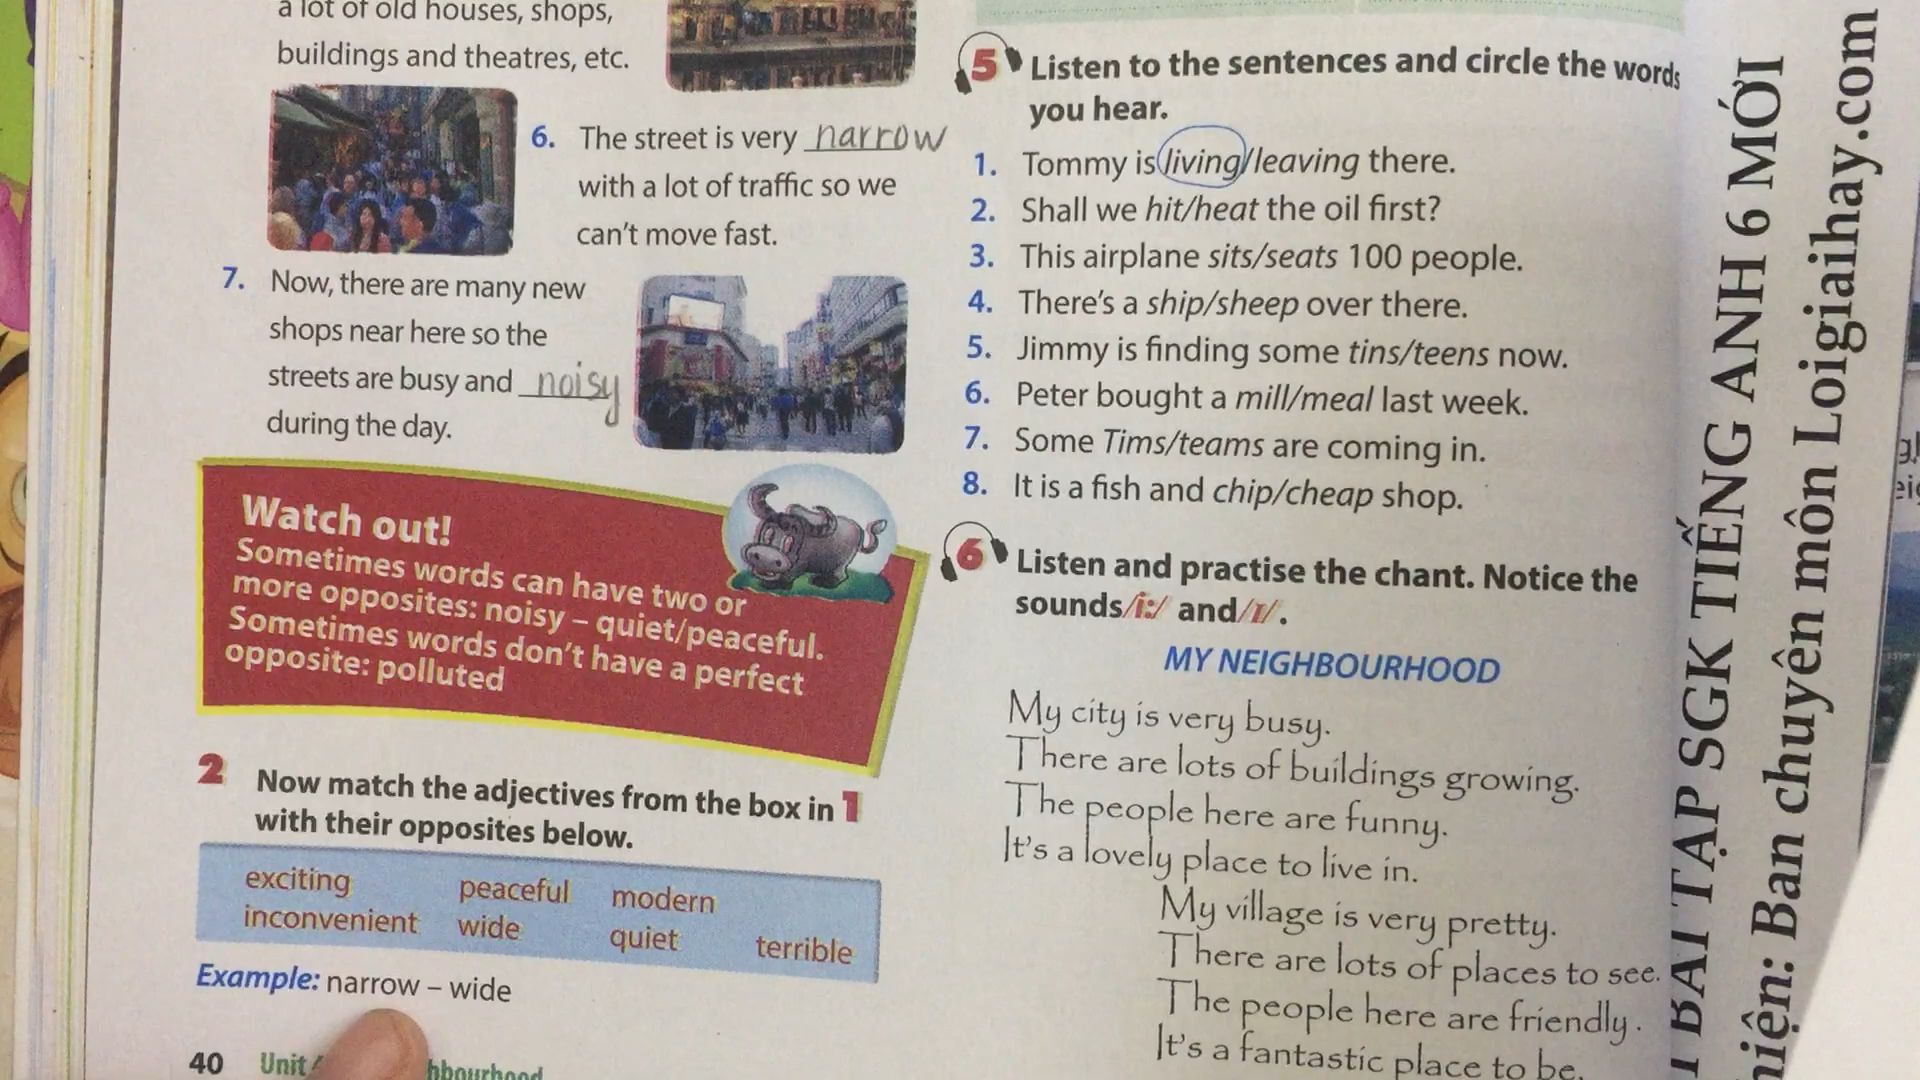 a lot of old houses, shops,
buildings and theatres, etc.
6. The street is very narrow
with a lot of traffic so we
can't move fast.
7. Now, there are many new
shops near here so the
streets are busy and noisy
during the day.
Watch out!
Sometimes words can have two or
more opposites: noisy – quiet/peaceful.
Sometimes words don't have a perfect
opposite: polluted
2 Now match the adjectives from the box in 1
with their opposites below.
exciting peaceful modern
inconvenient wide quiet terrible
Example: narrow – wide
40 Unit
5 Listen to the sentences and circle the words
you hear.
1. Tommy is living/leaving there.
2. Shall we hit/heat the oil first?
3. This airplane sits/seats 100 people.
4. There's a ship/sheep over there.
5. Jimmy is finding some tins/teens now.
6. Peter bought a mill/meal last week.
7. Some Tims/teams are coming in.
8. It is a fish and chip/cheap shop.
6 Listen and practise the chant. Notice the
sounds /i:/ and /ɪ/.
MY NEIGHBOURHOOD
My city is very busy.
There are lots of buildings growing.
The people here are funny.
It's a lovely place to live in.
My village is very pretty.
There are lots of places to see.
The people here are friendly.
It's a fantastic place to be.
BÀI TẬP SGK TIẾNG ANH 6 MỚI
Ban chuyên môn Loigiaihay.com